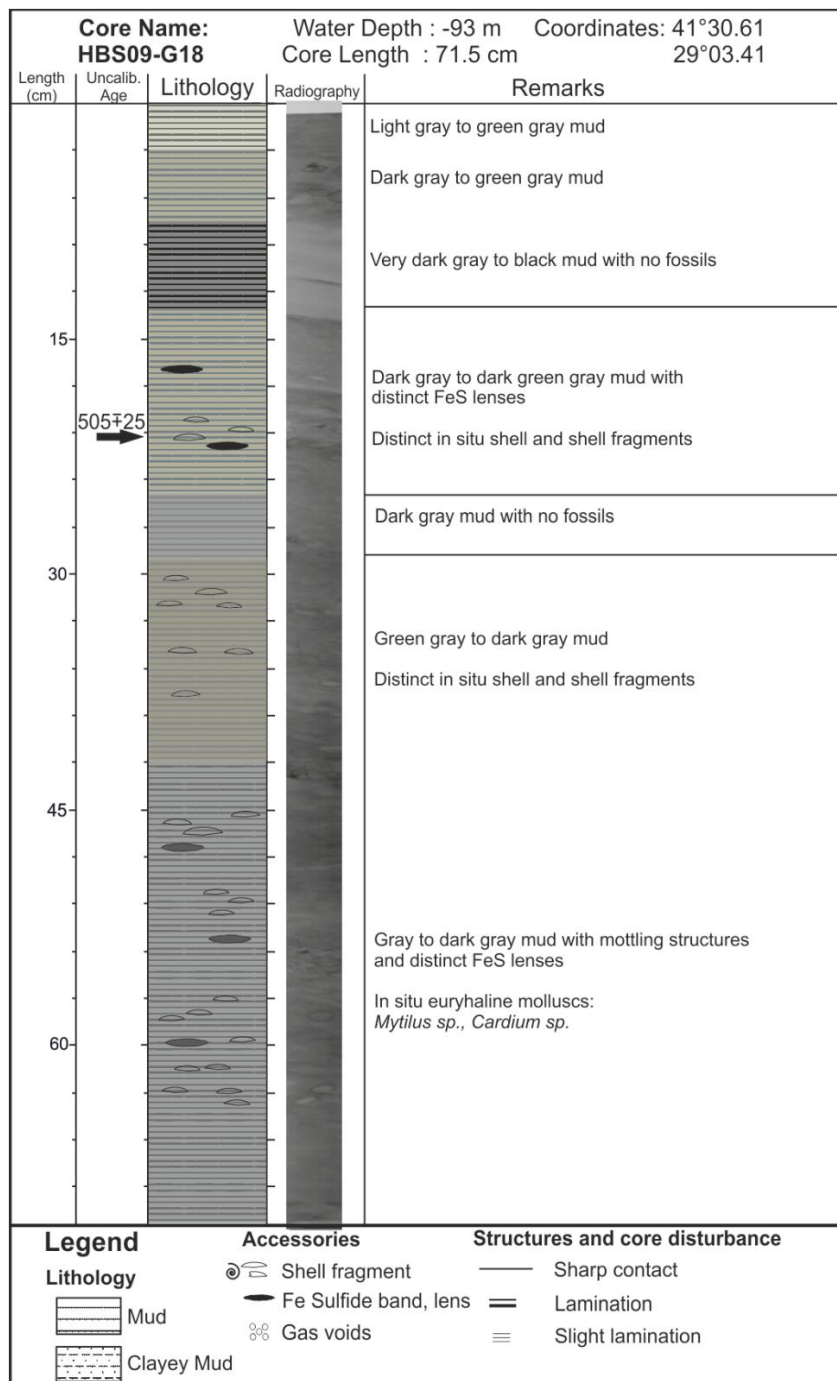 Core Name:
HBS09-G18
Water Depth : -93 m
Core Length : 71.5 cm
Coordinates: 41°30.61
29°03.41
Length
(cm)
Uncalib.
Age
Lithology
Radiography
Remarks
Light gray to green gray mud
Dark gray to green gray mud
Very dark gray to black mud with no fossils
15
Dark gray to dark green gray mud with
distinct FeS lenses
505∓25
Distinct in situ shell and shell fragments
Dark gray mud with no fossils
30
Green gray to dark gray mud
Distinct in situ shell and shell fragments
45
Gray to dark gray mud with mottling structures
and distinct FeS lenses
In situ euryhaline molluscs:
Mytilus sp., Cardium sp.
60
Legend
Lithology
Mud
Clayey Mud
Accessories
Shell fragment
Fe Sulfide band, lens
Gas voids
Structures and core disturbance
Sharp contact
Lamination
Slight lamination